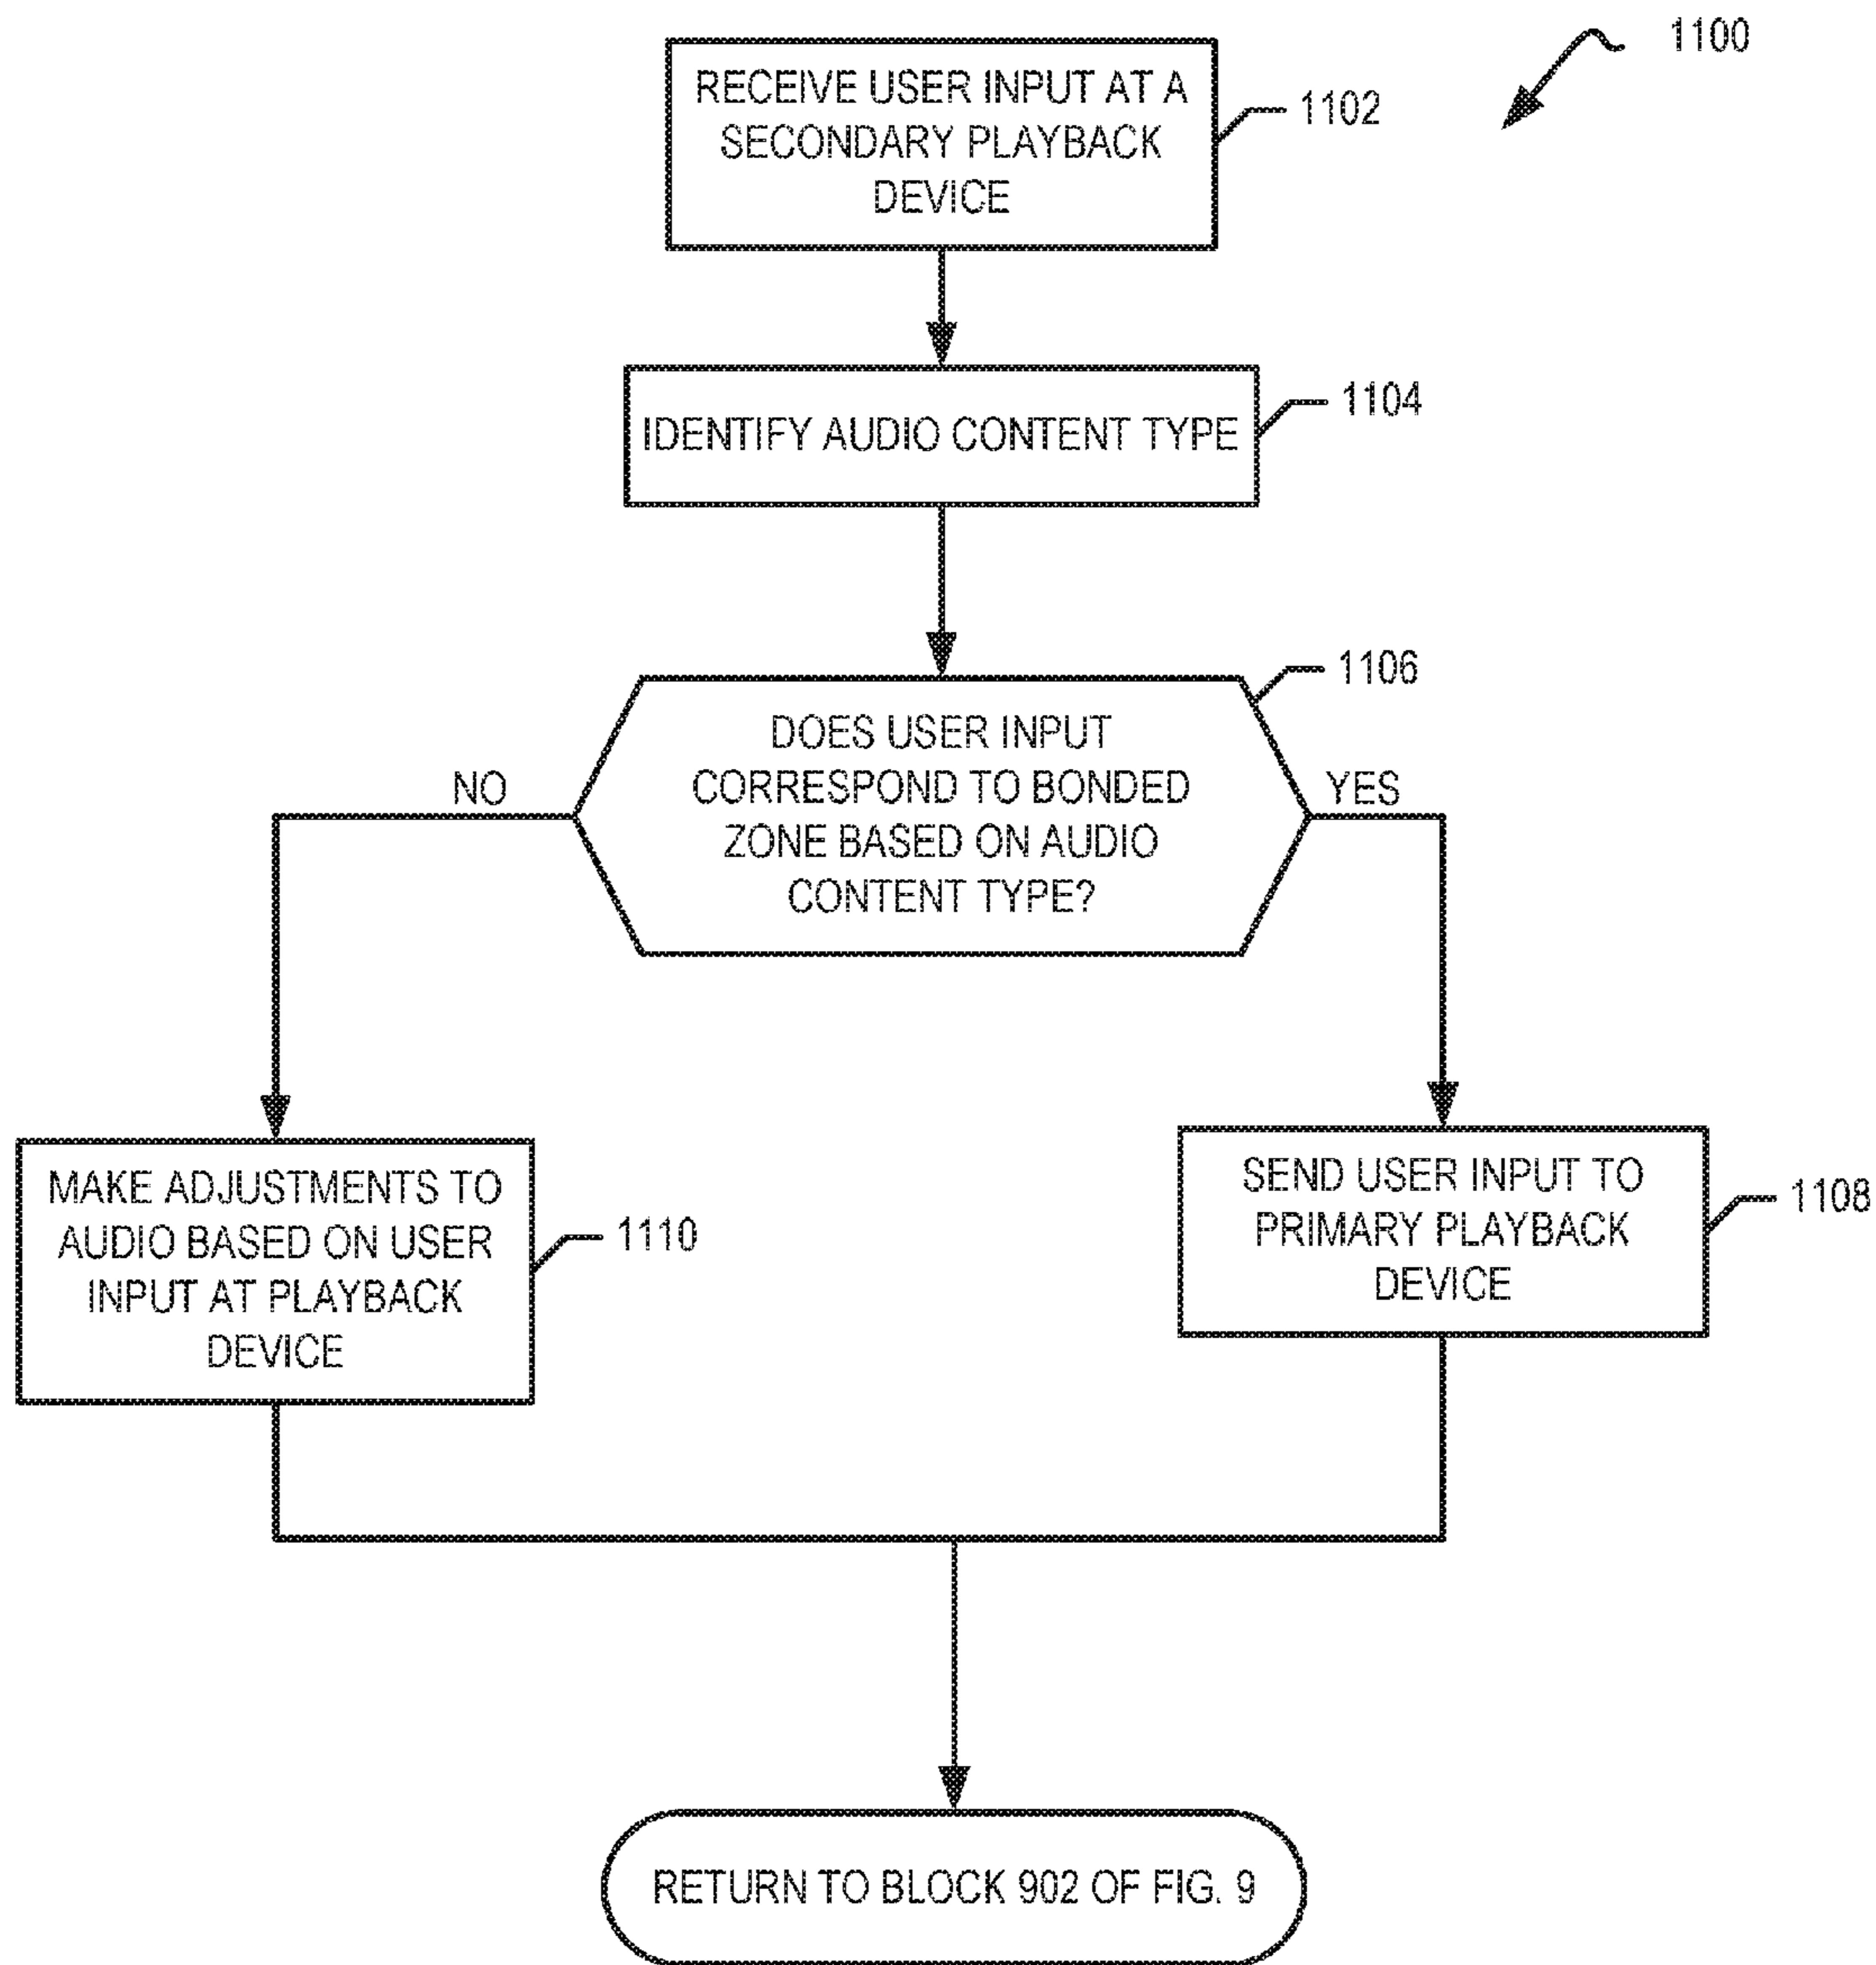 1100
RECEIVE USER INPUT AT A
SECONDARY PLAYBACK
DEVICE
1102
IDENTIFY AUDIO CONTENT TYPE
1104
1106
DOES USER INPUT
CORRESPOND TO BONDED
ZONE BASED ON AUDIO
CONTENT TYPE?
NO
YES
MAKE ADJUSTMENTS TO
AUDIO BASED ON USER
INPUT AT PLAYBACK
DEVICE
1110
SEND USER INPUT TO
PRIMARY PLAYBACK
DEVICE
1108
RETURN TO BLOCK 902 OF FIG. 9